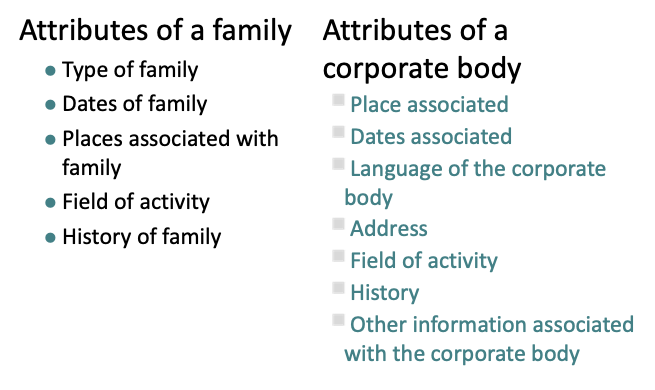 Attributes of a family
Type of family
Dates of family
Places associated with
family
Field of activity
History of family
Attributes of a
corporate body
Place associated
Dates associated
Language of the corporate
body
Address
Field of activity
History
Other information associated
with the corporate body